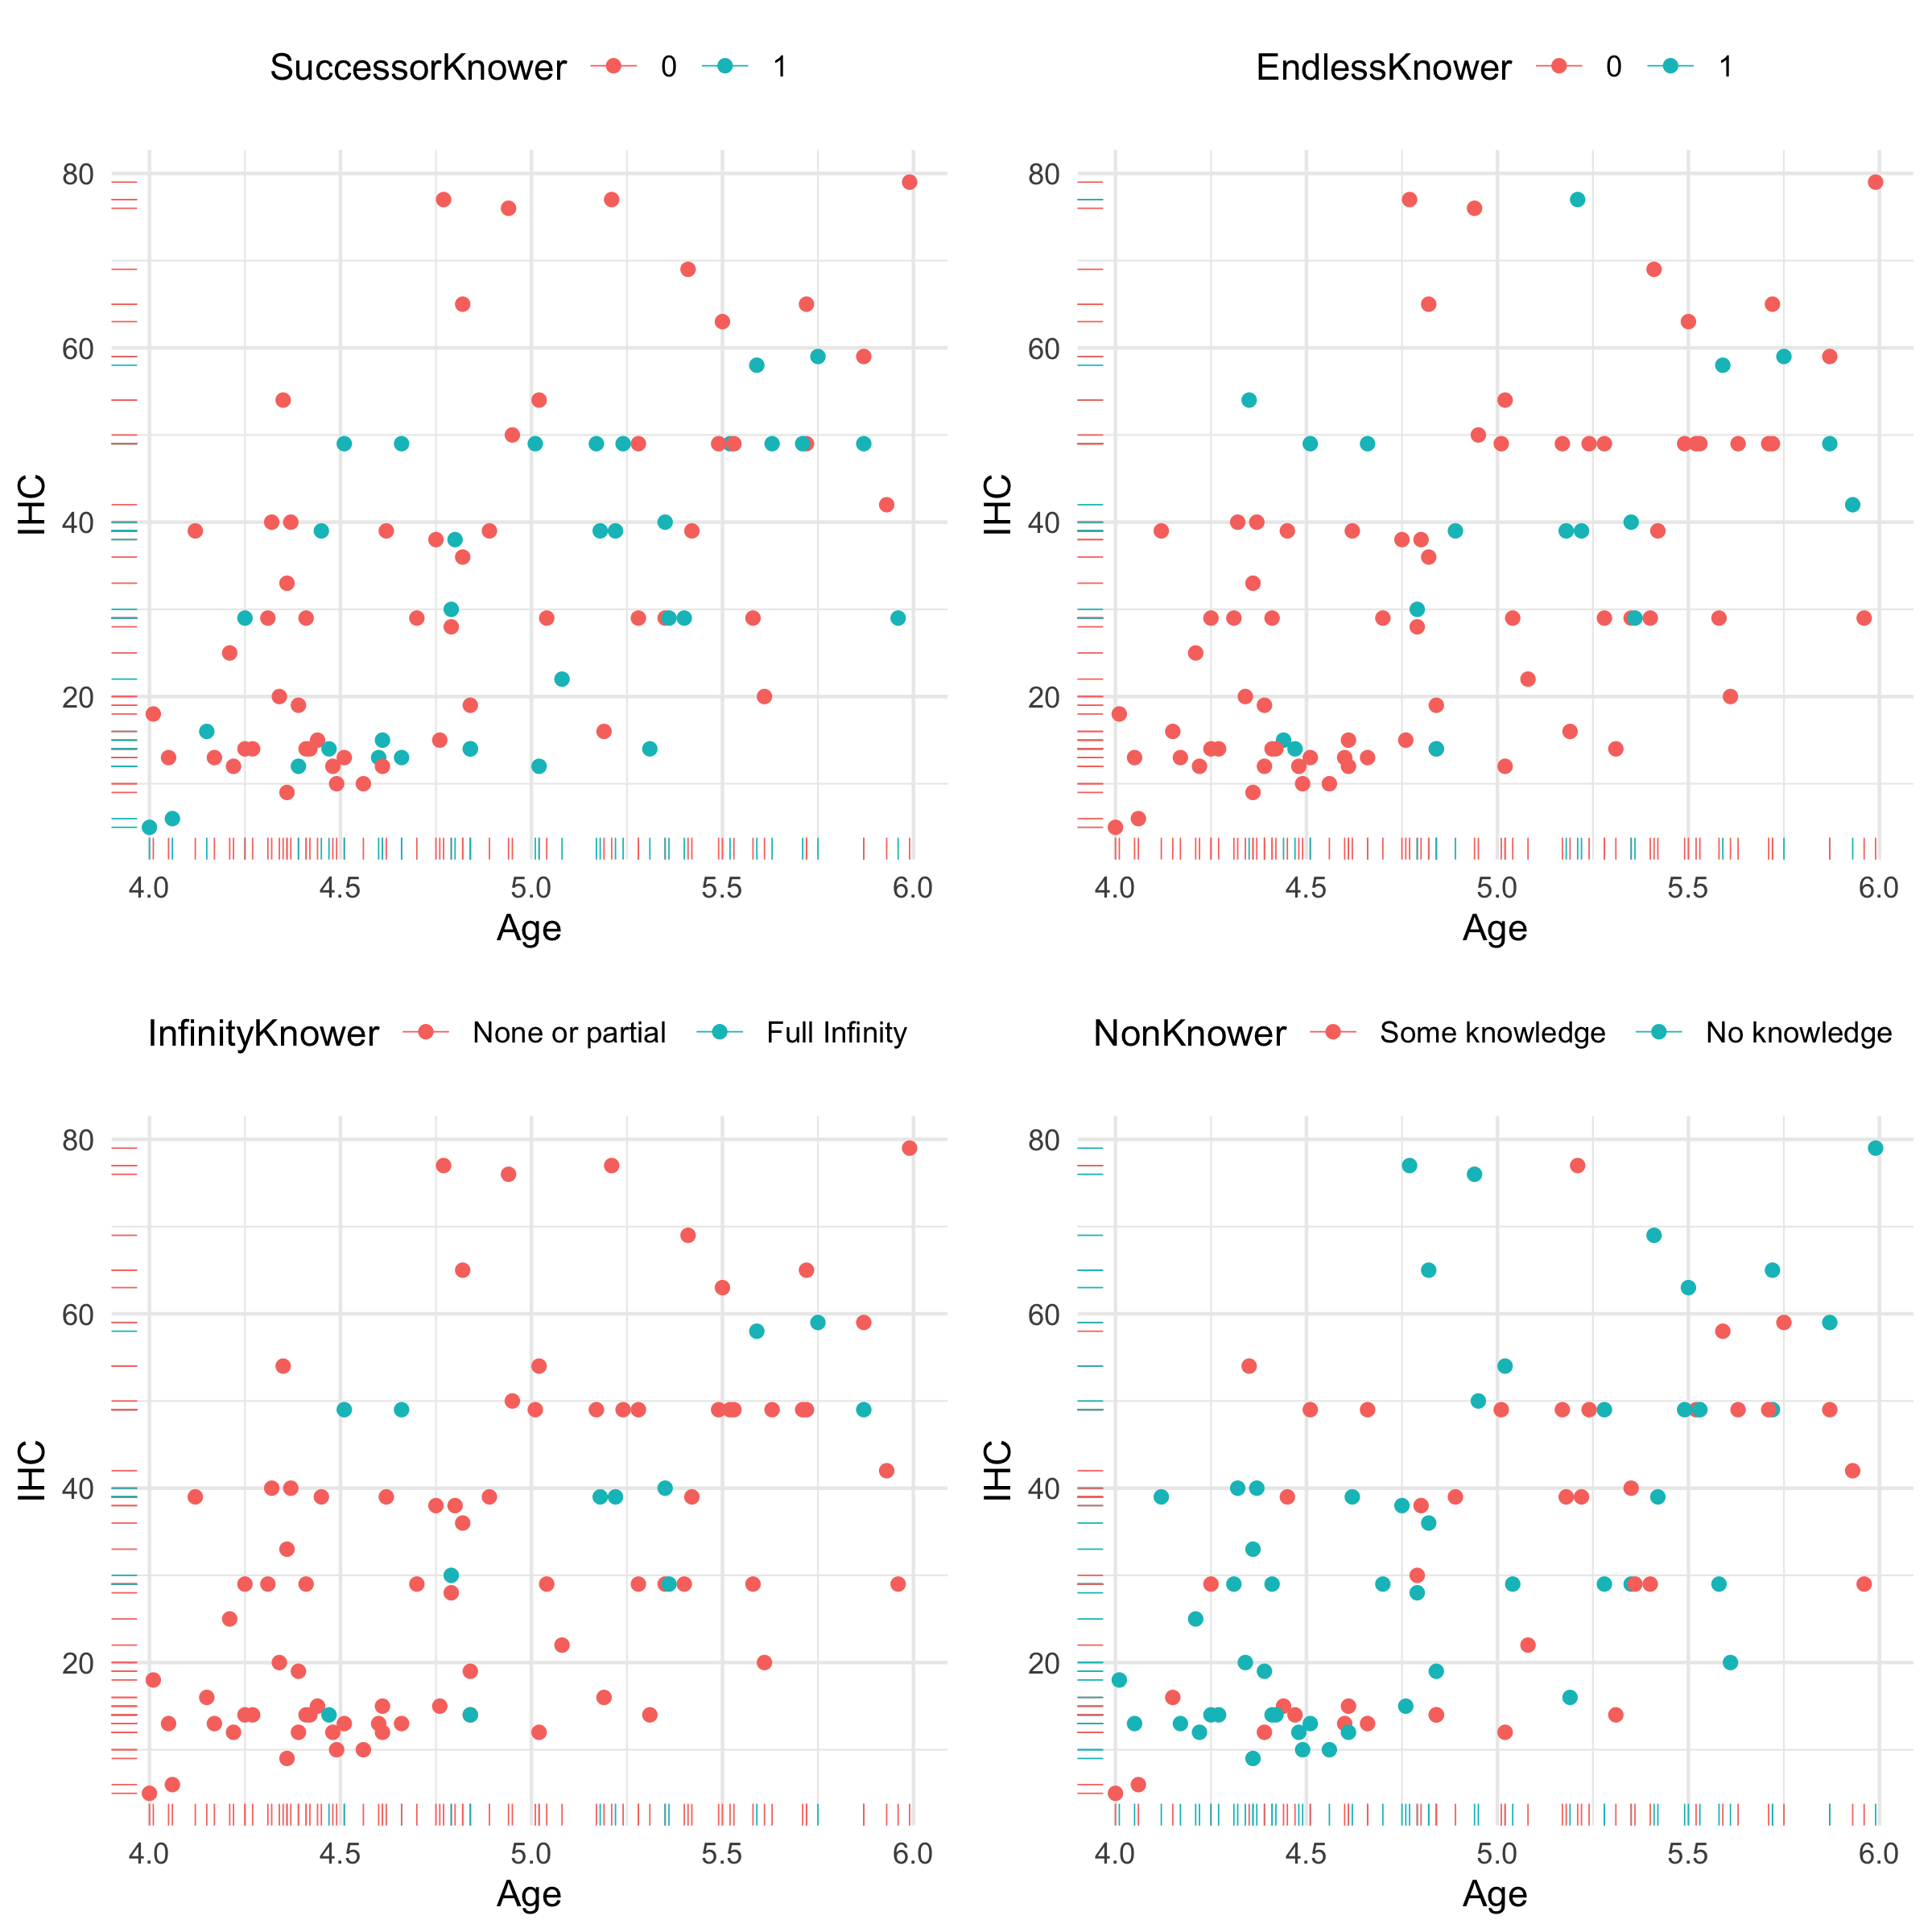 SuccessorKnower 0 1
EndlessKnower 0 1
80
60
40
20
IHC
4.0 4.5 5.0 5.5 6.0
Age
80
60
40
20
IHC
4.0 4.5 5.0 5.5 6.0
Age
InfinityKnower None or partial Full Infinity
NonKnower Some knowledge No knowledge
80
60
40
20
IHC
4.0 4.5 5.0 5.5 6.0
Age
80
60
40
20
IHC
4.0 4.5 5.0 5.5 6.0
Age